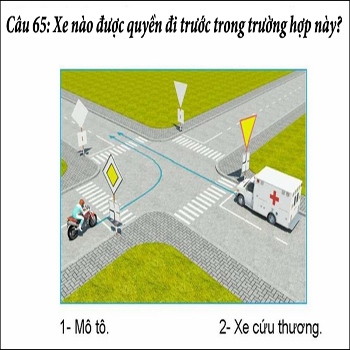 Câu 65: Xe nào được quyền đi trước trong trường hợp này?
1- Mô tô.
2- Xe cứu thương.